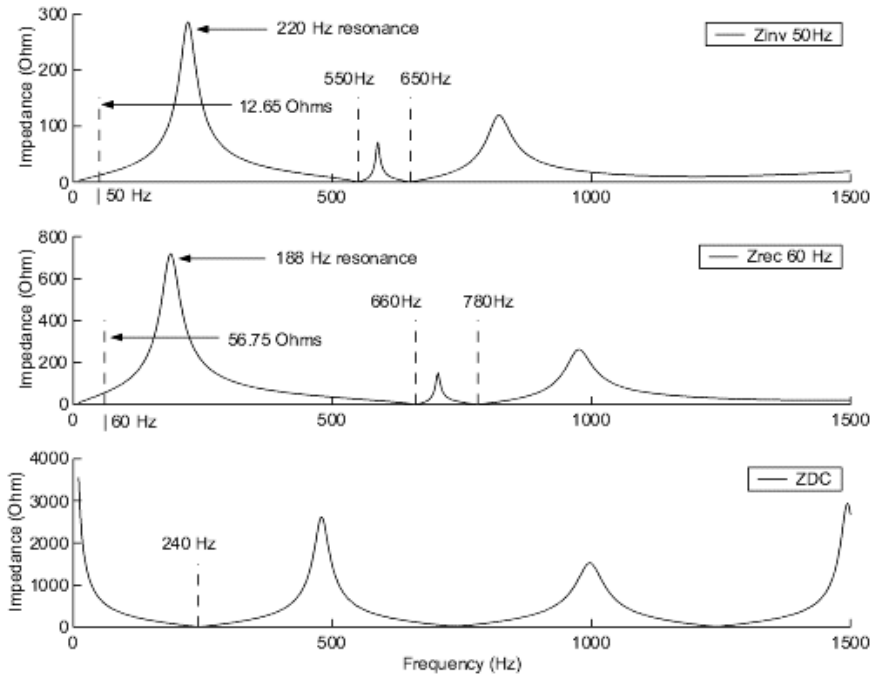 300
200
100
0
Impedance (Ohm)
220 Hz resonance
12.65 Ohms
550Hz
650Hz
Zinv 50Hz
0
50 Hz
500
1000
1500
800
600
400
200
0
Impedance (Ohm)
188 Hz resonance
56.75 Ohms
660Hz
780Hz
Zrec 60 Hz
0
60 Hz
500
1000
1500
4000
3000
2000
1000
0
Impedance (Ohm)
240 Hz
ZDC
0
500
1000
1500
Frequency (Hz)